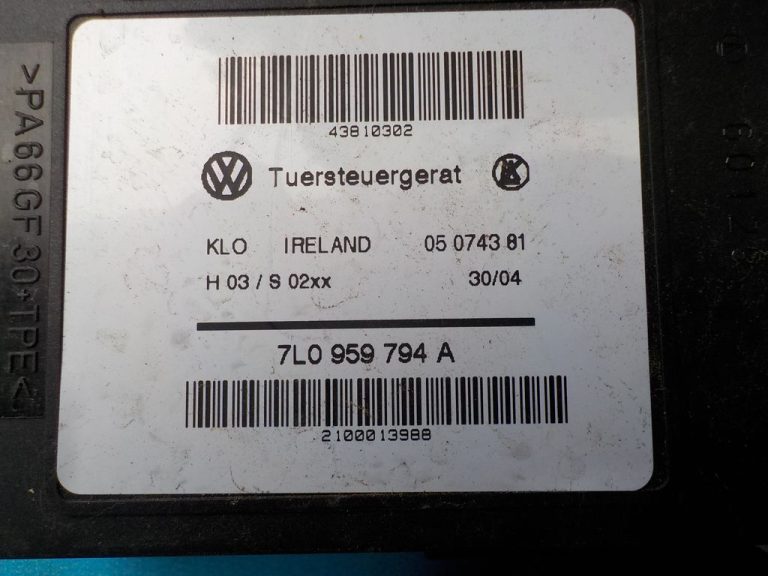 >PA66GF30+TPE<
43810302
Tuersteuergerat
KLO IRELAND 05 0743 81
H 03 / S 02xx 30/04
7L0 959 794 A
2100013988